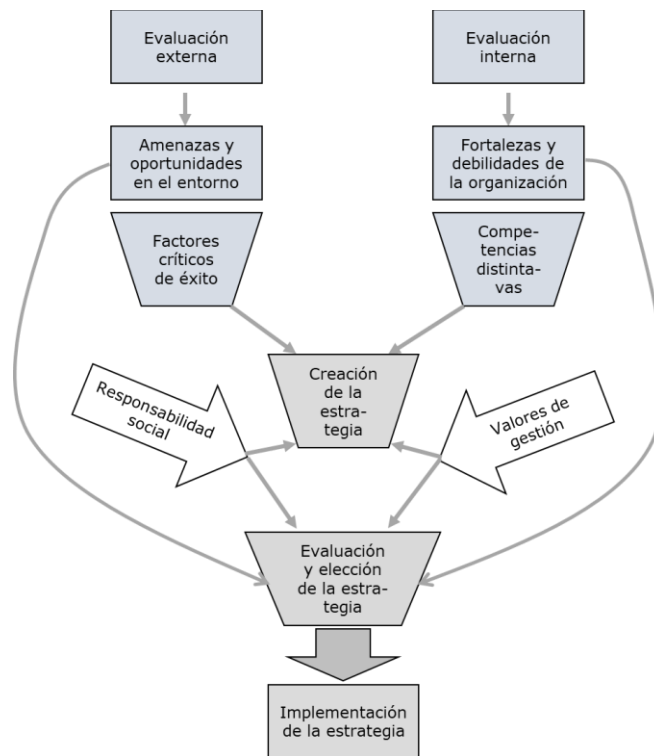 Evaluación
externa
Evaluación
interna
Amenazas y
oportunidades
en el entorno
Fortalezas y
debilidades de
la organización
Factores
críticos
de éxito
Compe-
tencias
distinta-
vas
Creación
de la
estra-
tegia
Responsabilidad
social
Valores de
gestión
Evaluación
y elección
de la estra-
tegia
Implementación
de la estrategia